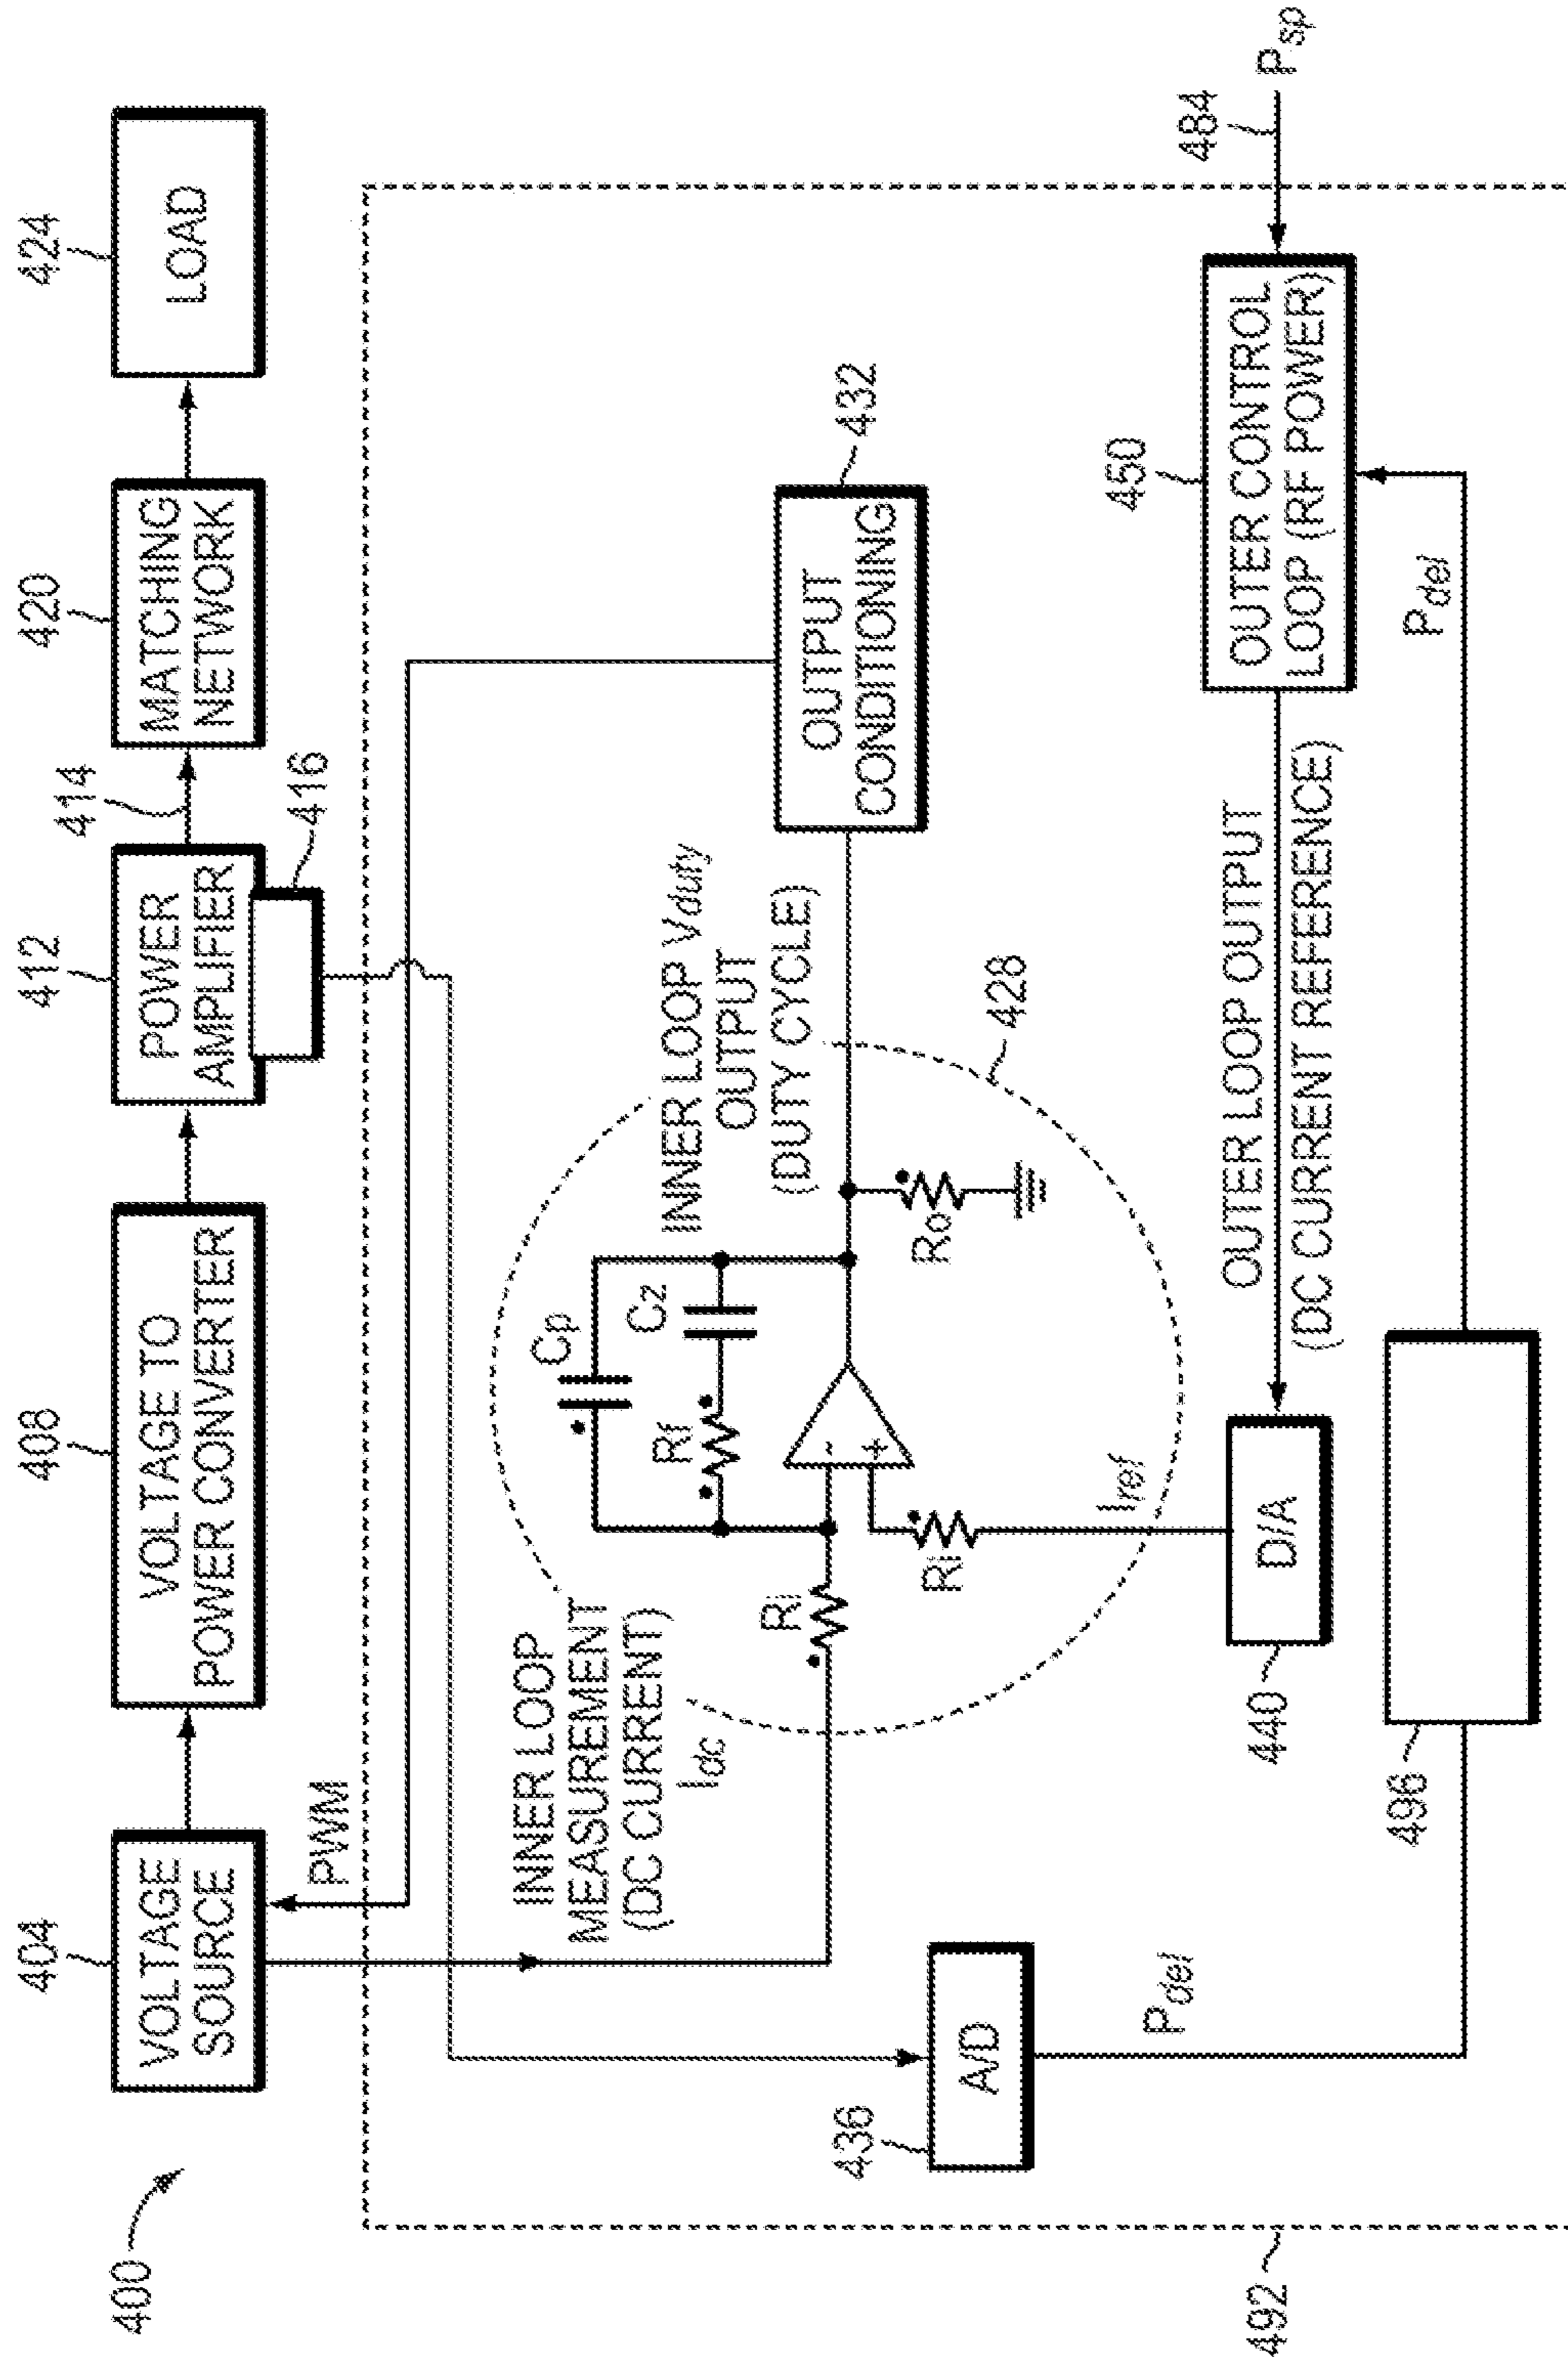 400
404
VOLTAGE
SOURCE
408
VOLTAGE TO
POWER CONVERTER
412
POWER
AMPLIFIER
414
416
420
MATCHING
NETWORK
424
LOAD
PWM
INNER LOOP
MEASUREMENT
(DC CURRENT)
Idc
Cp
Rf
Cz
Ri
-
+
Ri
Iref
Ro
428
INNER LOOP Vduty
OUTPUT
(DUTY CYCLE)
432
OUTPUT
CONDITIONING
436
A/D
Pdel
440
D/A
OUTER LOOP OUTPUT
(DC CURRENT REFERENCE)
450
OUTER CONTROL
LOOP (RF POWER)
484
Psp
496
Pdel
492